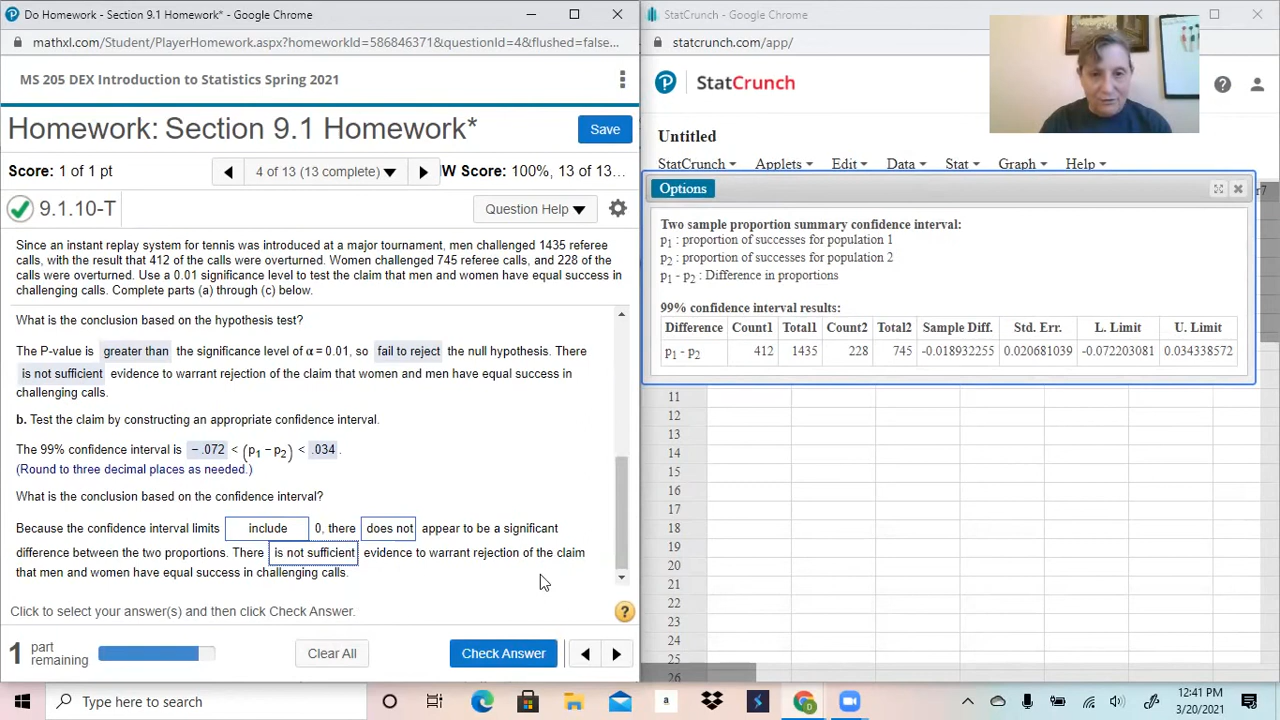 Do Homework - Section 9.1 Homework* - Google Chrome
mathxl.com/Student/PlayerHomework.aspx?homeworkId=586846371&questionId=4&flushed=false...
MS 205 DEX Introduction to Statistics Spring 2021
Homework: Section 9.1 Homework*
Save
Score: 1 of 1 pt
4 of 13 (13 complete)
W Score: 100%, 13 of 13...
9.1.10-T
Question Help
Since an instant replay system for tennis was introduced at a major tournament, men challenged 1435 referee
calls, with the result that 412 of the calls were overturned. Women challenged 745 referee calls, and 228 of the
calls were overturned. Use a 0.01 significance level to test the claim that men and women have equal success in
challenging calls. Complete parts (a) through (c) below.
What is the conclusion based on the hypothesis test?
The P-value is greater than the significance level of α = 0.01, so fail to reject the null hypothesis. There
is not sufficient evidence to warrant rejection of the claim that women and men have equal success in
challenging calls.
b. Test the claim by constructing an appropriate confidence interval.
The 99% confidence interval is - .072 < (p1 - p2) < .034 .
(Round to three decimal places as needed.)
What is the conclusion based on the confidence interval?
Because the confidence interval limits include 0, there does not appear to be a significant
difference between the two proportions. There is not sufficient evidence to warrant rejection of the claim
that men and women have equal success in challenging calls.
Click to select your answer(s) and then click Check Answer.
?
1 part
remaining
Clear All
Check Answer
StatCrunch - Google Chrome
statcrunch.com/app/
StatCrunch
Untitled
StatCrunch Applets Edit Data Stat Graph Help
Options
Two sample proportion summary confidence interval:
p1 : proportion of successes for population 1
p2 : proportion of successes for population 2
p1 - p2 : Difference in proportions
99% confidence interval results:
Difference Count1 Total1 Count2 Total2 Sample Diff. Std. Err. L. Limit U. Limit
p1 - p2 412 1435 228 745 -0.018932255 0.020681039 -0.072203081 0.034338572
11
12
13
14
15
16
17
18
19
20
21
22
23
24
25
Type here to search
12:41 PM
3/20/2021